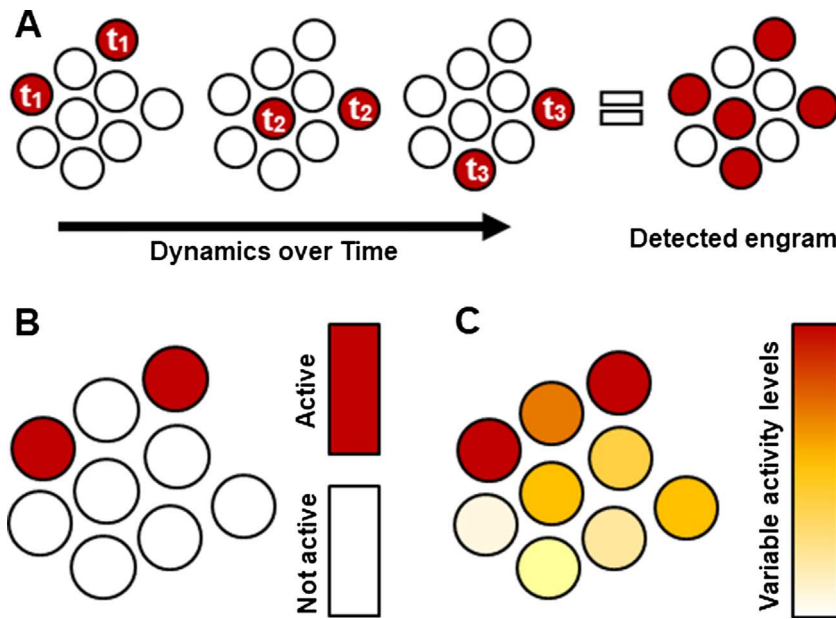 A
t1
t1
t2
t2
t3
t3
Dynamics over Time
Detected engram
B
Active
Not active
C
Variable activity levels